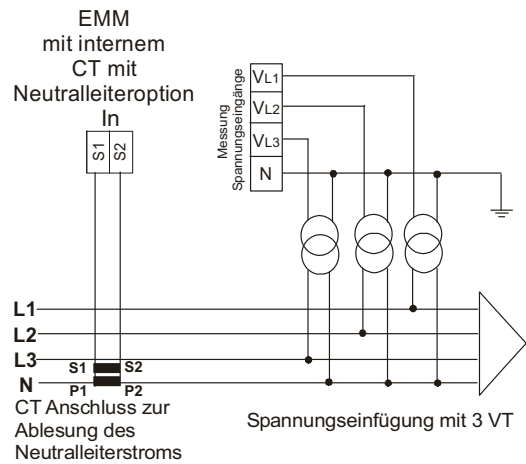 EMM
mit internem
CT mit
Neutralleiteroption
In
S1 S2
Messung
Spannungseingänge
VL1
VL2
VL3
N
L1
L2
L3
N
S1 S2
P1 P2
CT Anschluss zur
Ablesung des
Neutralleiterstroms
Spannungseinfügung mit 3 VT